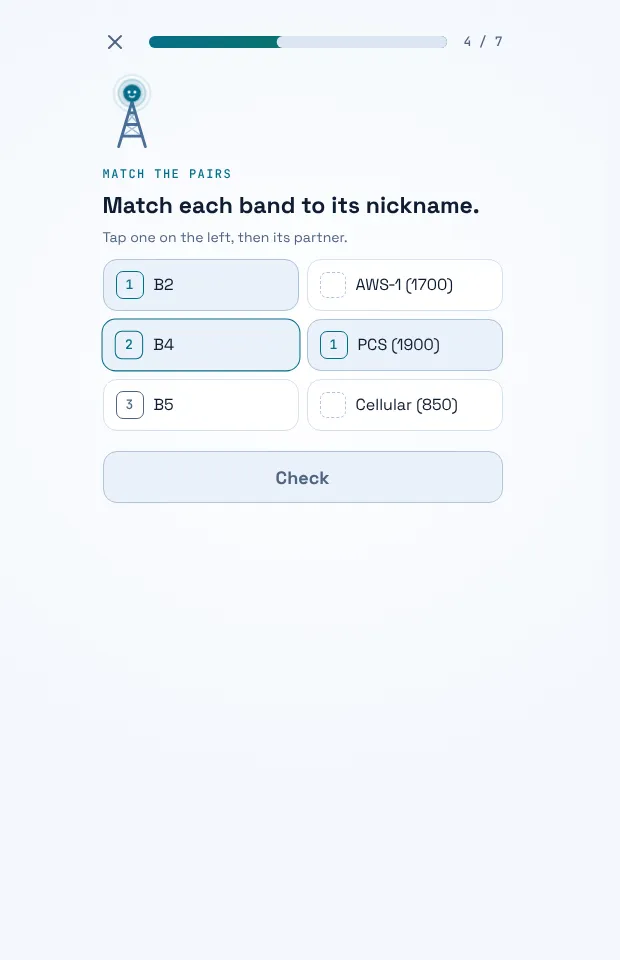 4 / 7
MATCH THE PAIRS
Match each band to its nickname.
Tap one on the left, then its partner.
1 B2
AWS-1 (1700)
2 B4
1 PCS (1900)
3 B5
Cellular (850)
Check